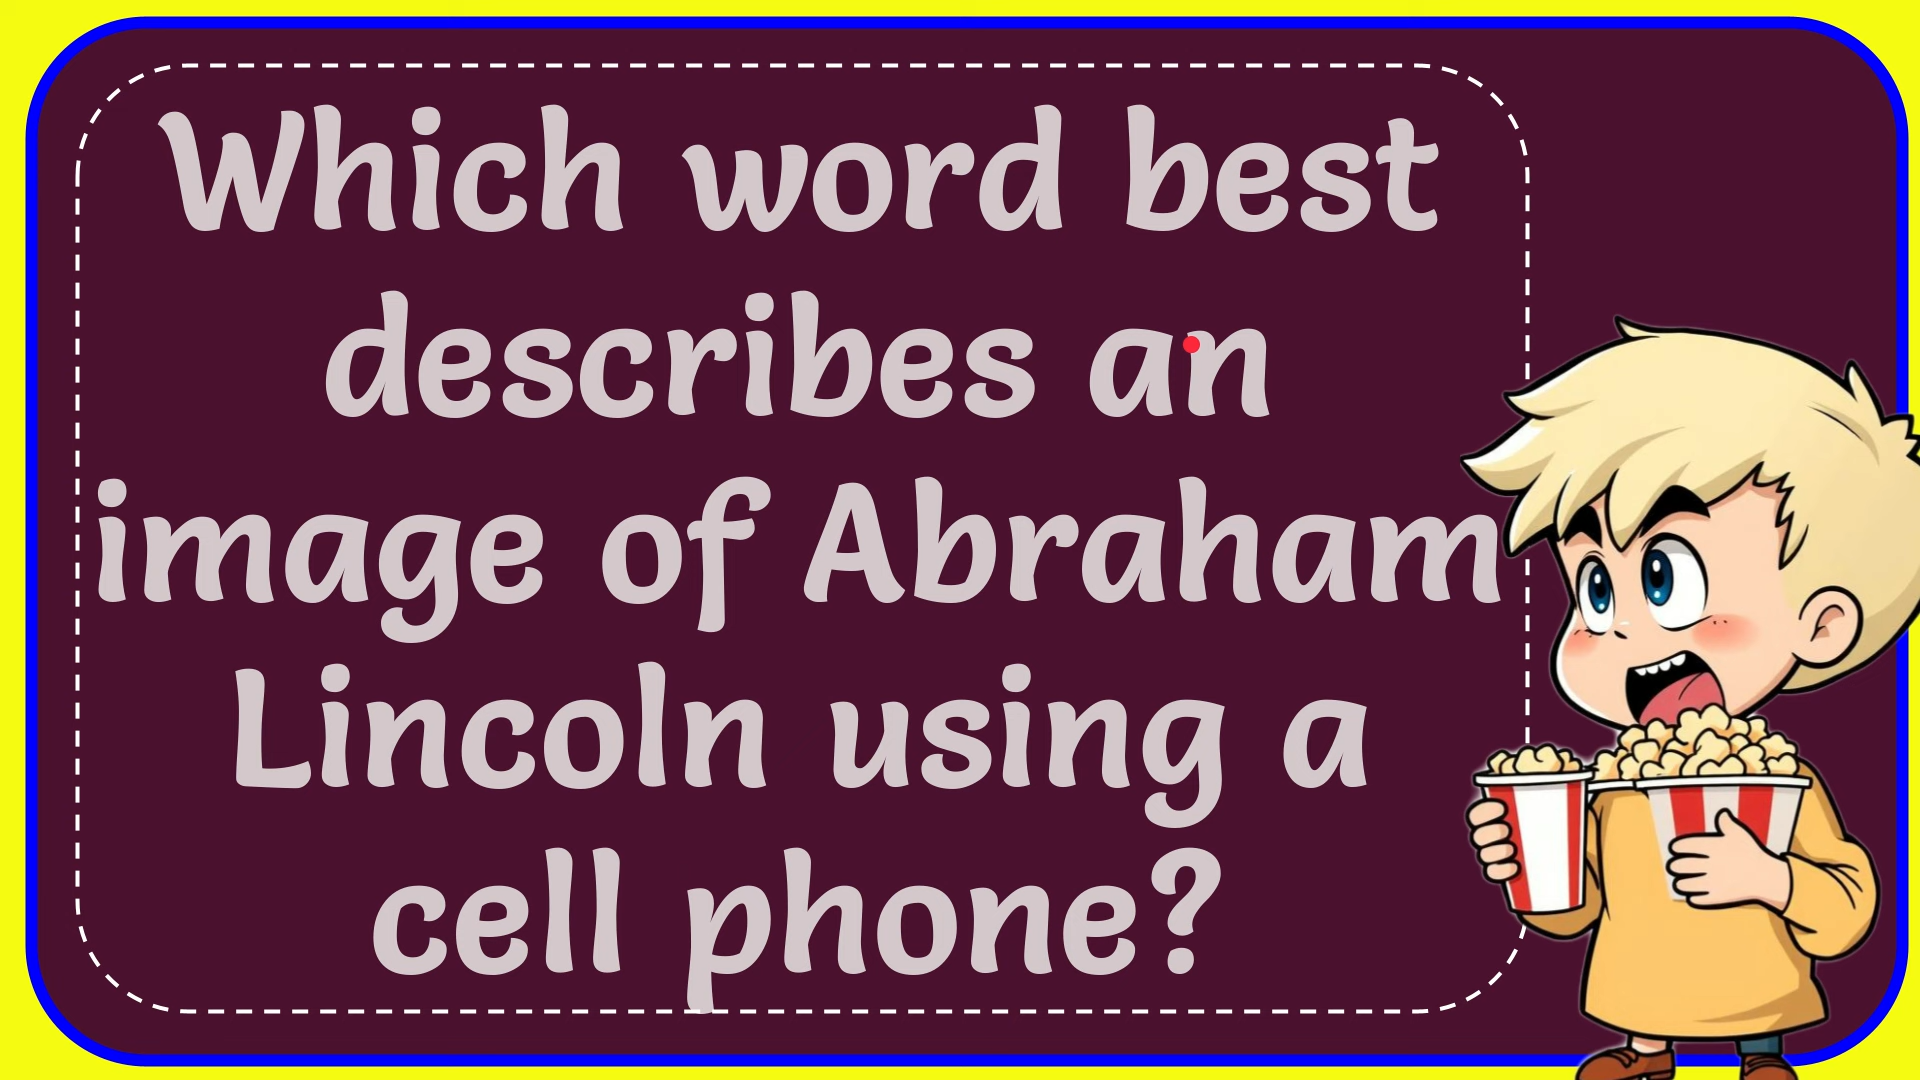 Which word best
describes an
image of Abraham
Lincoln using a
cell phone?